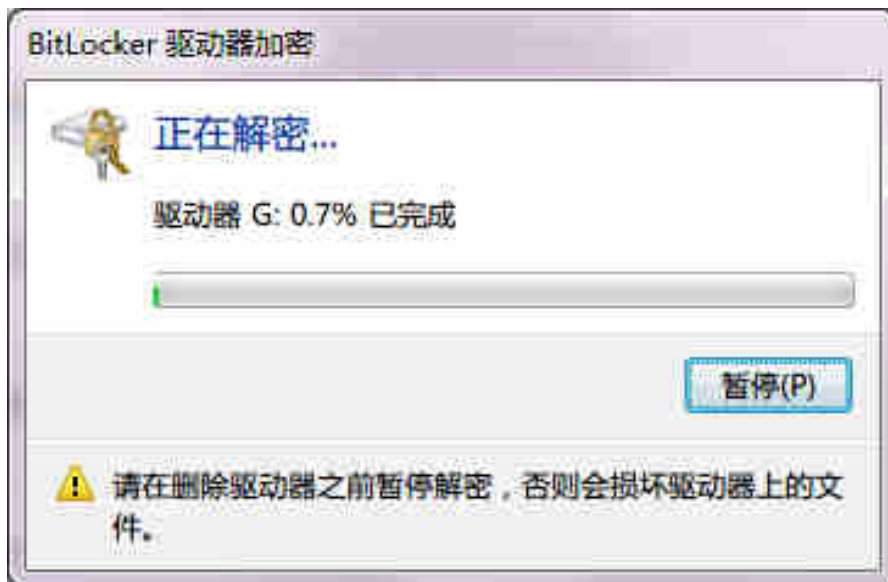 BitLocker 驱动器加密
正在解密...
驱动器 G: 0.7% 已完成
暂停(P)
请在删除驱动器之前暂停解密，否则会损坏驱动器上的文
件。